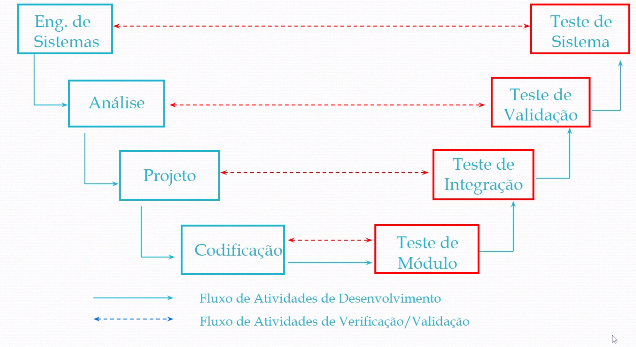 Eng. de
Sistemas
Teste de
Sistema
Análise
Teste de
Validação
Projeto
Teste de
Integração
Codificação
Teste de
Módulo
Fluxo de Atividades de Desenvolvimento
Fluxo de Atividades de Verificação/Validação